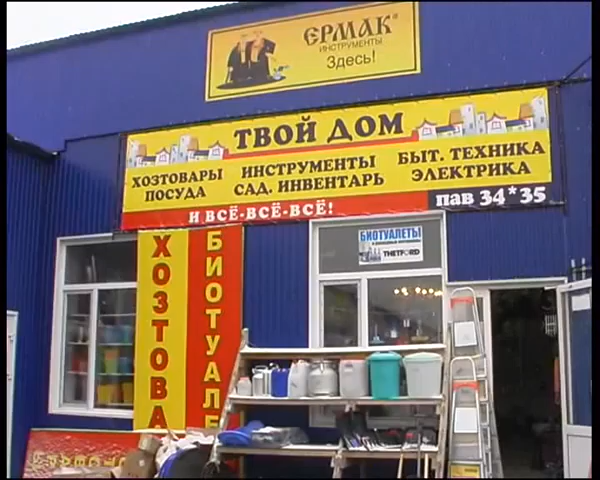 ЕРМАК®
ИНСТРУМЕНТЫ
Здесь!
ТВОЙ ДОМ
ХОЗТОВАРЫ ИНСТРУМЕНТЫ БЫТ. ТЕХНИКА
ПОСУДА САД. ИНВЕНТАРЬ ЭЛЕКТРИКА
И ВСЁ-ВСЁ-ВСЁ!
пав 34*35
ХОЗТОВА
БИОТУАЛЕ
БИОТУАЛЕТЫ
THETFORD